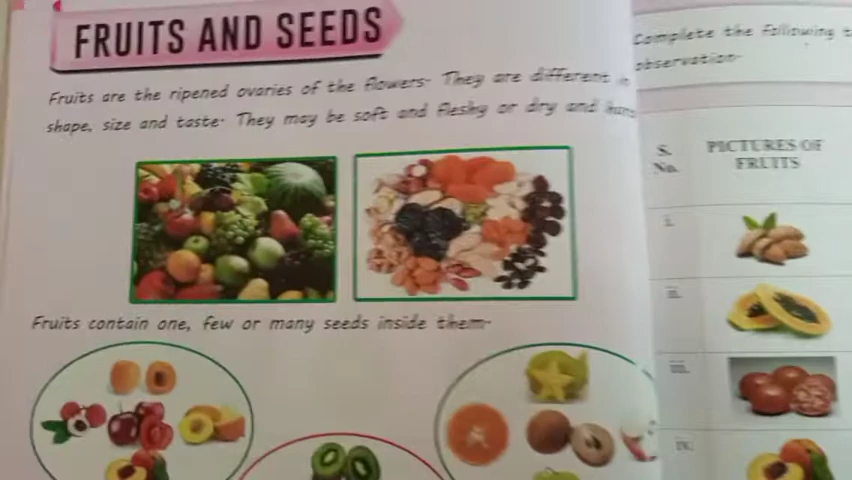 FRUITS AND SEEDS
Fruits are the ripened ovaries of the flowers. They are different in
shape, size and taste. They may be soft and fleshy or dry and hard
Fruits contain one, few or many seeds inside them.
Complete the following t
observation.
S. No. PICTURES OF FRUITS
i.
ii.
iii.
iv.